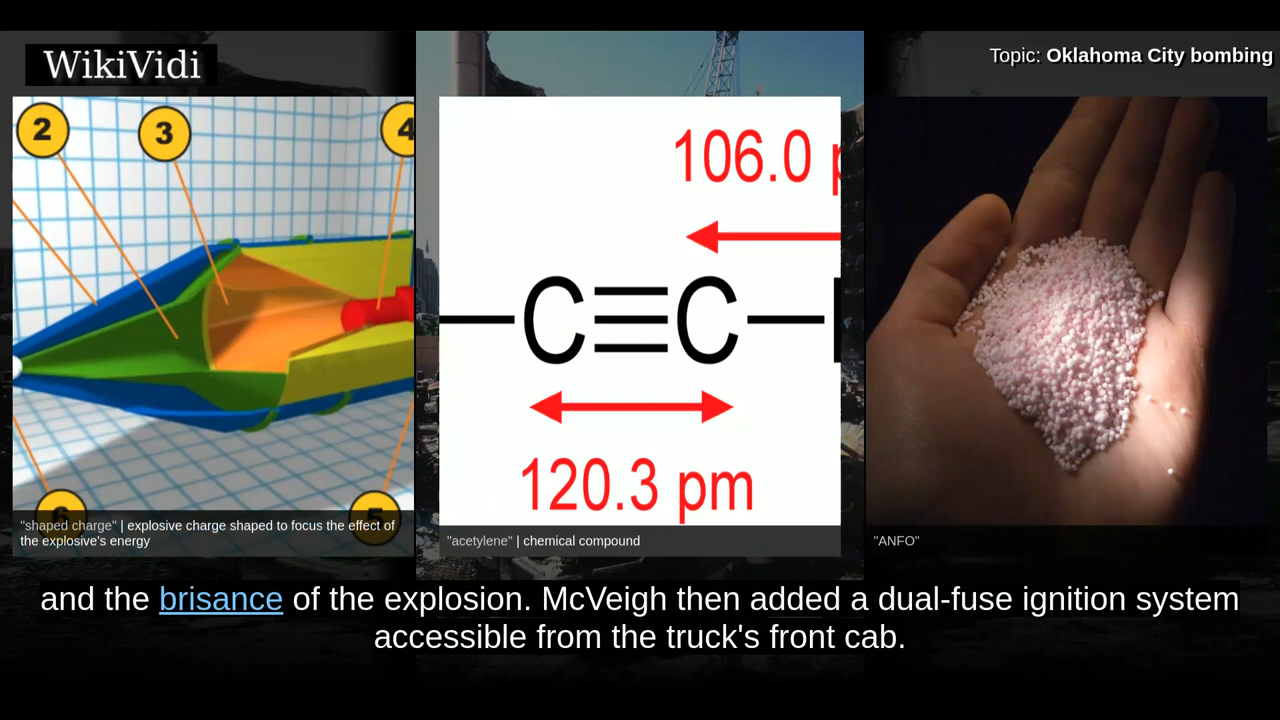 WikiVidi
Topic: Oklahoma City bombing
2
3
4
6
5
"shaped charge" | explosive charge shaped to focus the effect of
the explosive's energy
106.0
C≡C
120.3 pm
"acetylene" | chemical compound
"ANFO"
and the brisance of the explosion. McVeigh then added a dual-fuse ignition system
accessible from the truck's front cab.